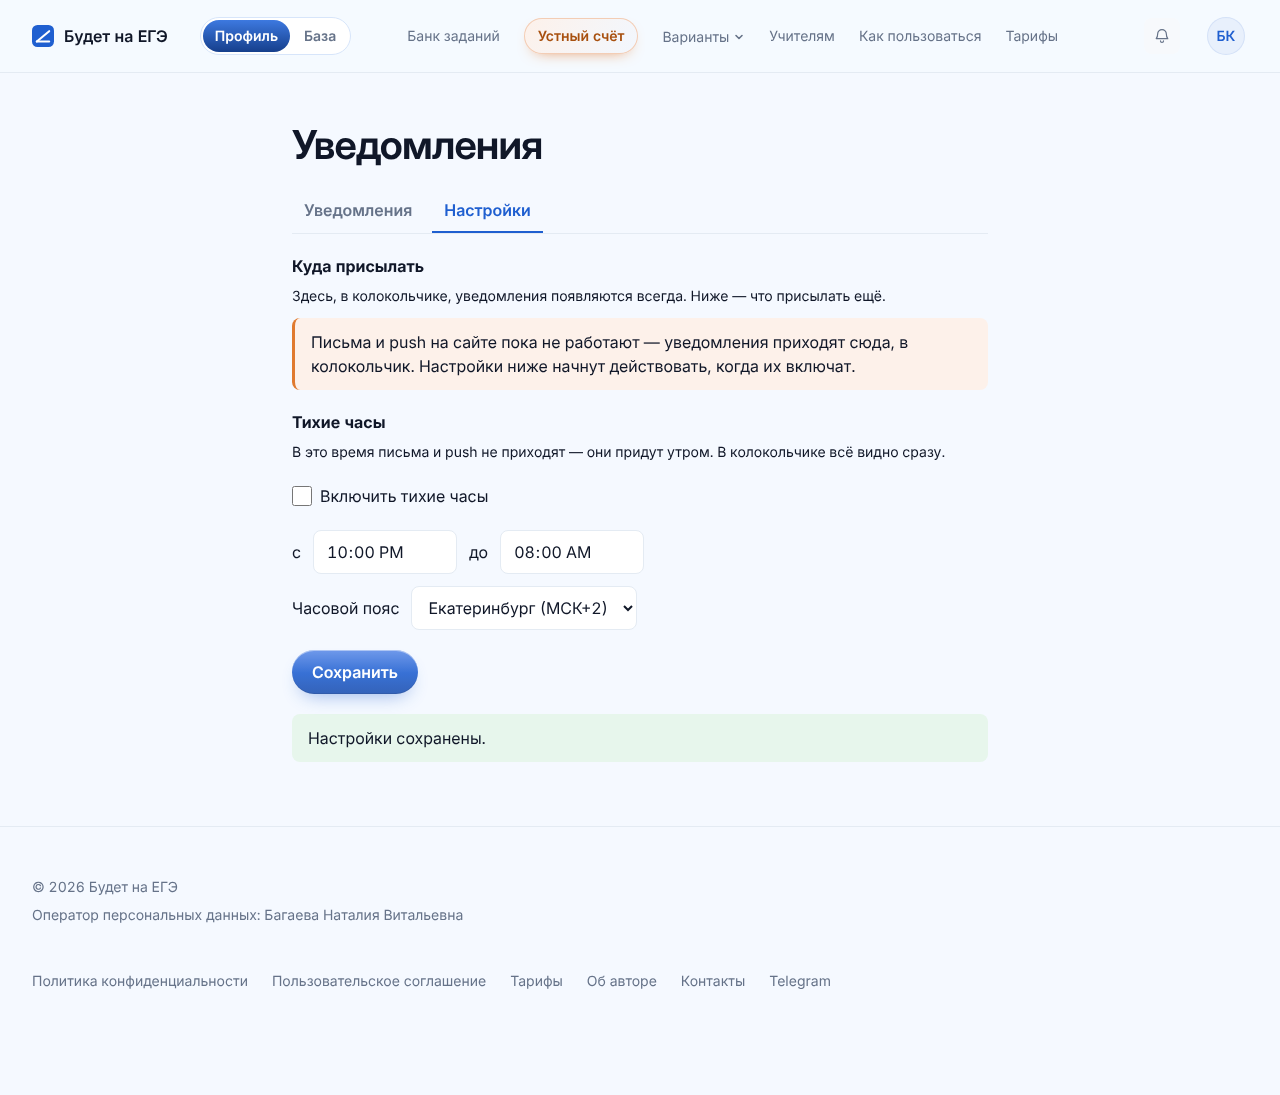 Будет на ЕГЭ
Профиль База
Банк заданий
Устный счёт
Варианты
Учителям
Как пользоваться
Тарифы
БК
Уведомления
Уведомления Настройки
Куда присылать
Здесь, в колокольчике, уведомления появляются всегда. Ниже — что присылать ещё.
Письма и push на сайте пока не работают — уведомления приходят сюда, в
колокольчик. Настройки ниже начнут действовать, когда их включат.
Тихие часы
В это время письма и push не приходят — они придут утром. В колокольчике всё видно сразу.
Включить тихие часы
с 10:00 PM до 08:00 AM
Часовой пояс Екатеринбург (МСК+2)
Сохранить
Настройки сохранены.
© 2026 Будет на ЕГЭ
Оператор персональных данных: Багаева Наталия Витальевна
Политика конфиденциальности Пользовательское соглашение Тарифы Об авторе Контакты Telegram